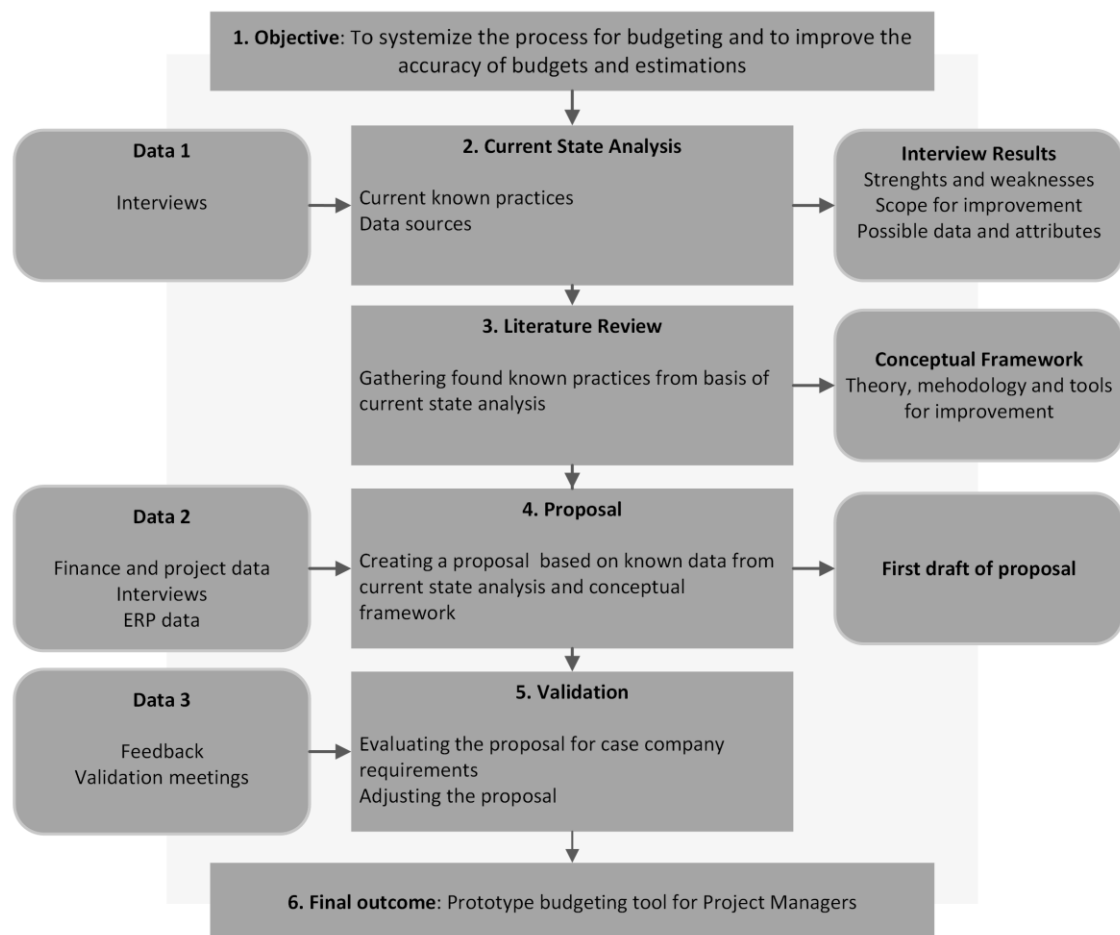 1. Objective: To systemize the process for budgeting and to improve the
accuracy of budgets and estimations
Data 1
Interviews
2. Current State Analysis
Current known practices
Data sources
Interview Results
Strenghts and weaknesses
Scope for improvement
Possible data and attributes
3. Literature Review
Gathering found known practices from basis of
current state analysis
Conceptual Framework
Theory, mehodology and tools
for improvement
Data 2
Finance and project data
Interviews
ERP data
4. Proposal
Creating a proposal based on known data from
current state analysis and conceptual
framework
First draft of proposal
Data 3
Feedback
Validation meetings
5. Validation
Evaluating the proposal for case company
requirements
Adjusting the proposal
6. Final outcome: Prototype budgeting tool for Project Managers